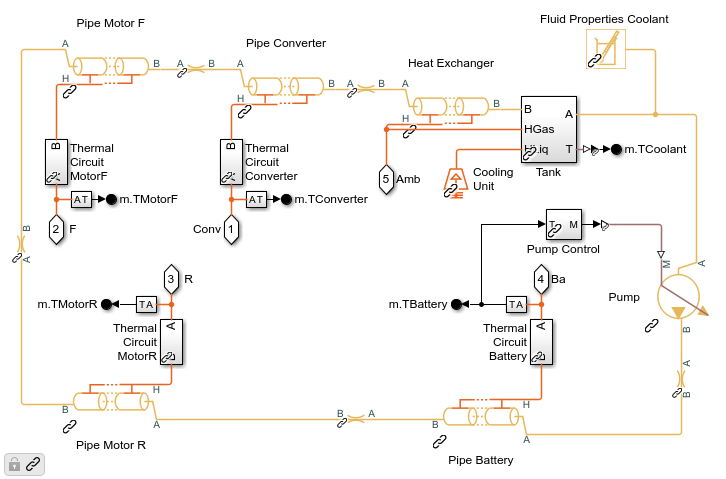 Pipe Motor F
Fluid Properties Coolant
Pipe Converter
Heat Exchanger
A
B
A
B
A
B
A
B
A
B
H
H
H
B
A
HGas
T
m.TCoolant
Tank
B
Thermal
Circuit
MotorF
B
Thermal
Circuit
Converter
5
Amb
Cooling
Unit
AT
m.TMotorF
AT
m.TConverter
2
F
Conv
1
T
M
Pump Control
B
A
3
R
4
Ba
M
A
Pump
B
m.TMotorR
TA
m.TBattery
TA
A
Thermal
Circuit
MotorR
A
Thermal
Circuit
Battery
A
B
H
B
A
B
A
H
B
A
Pipe Motor R
Pipe Battery